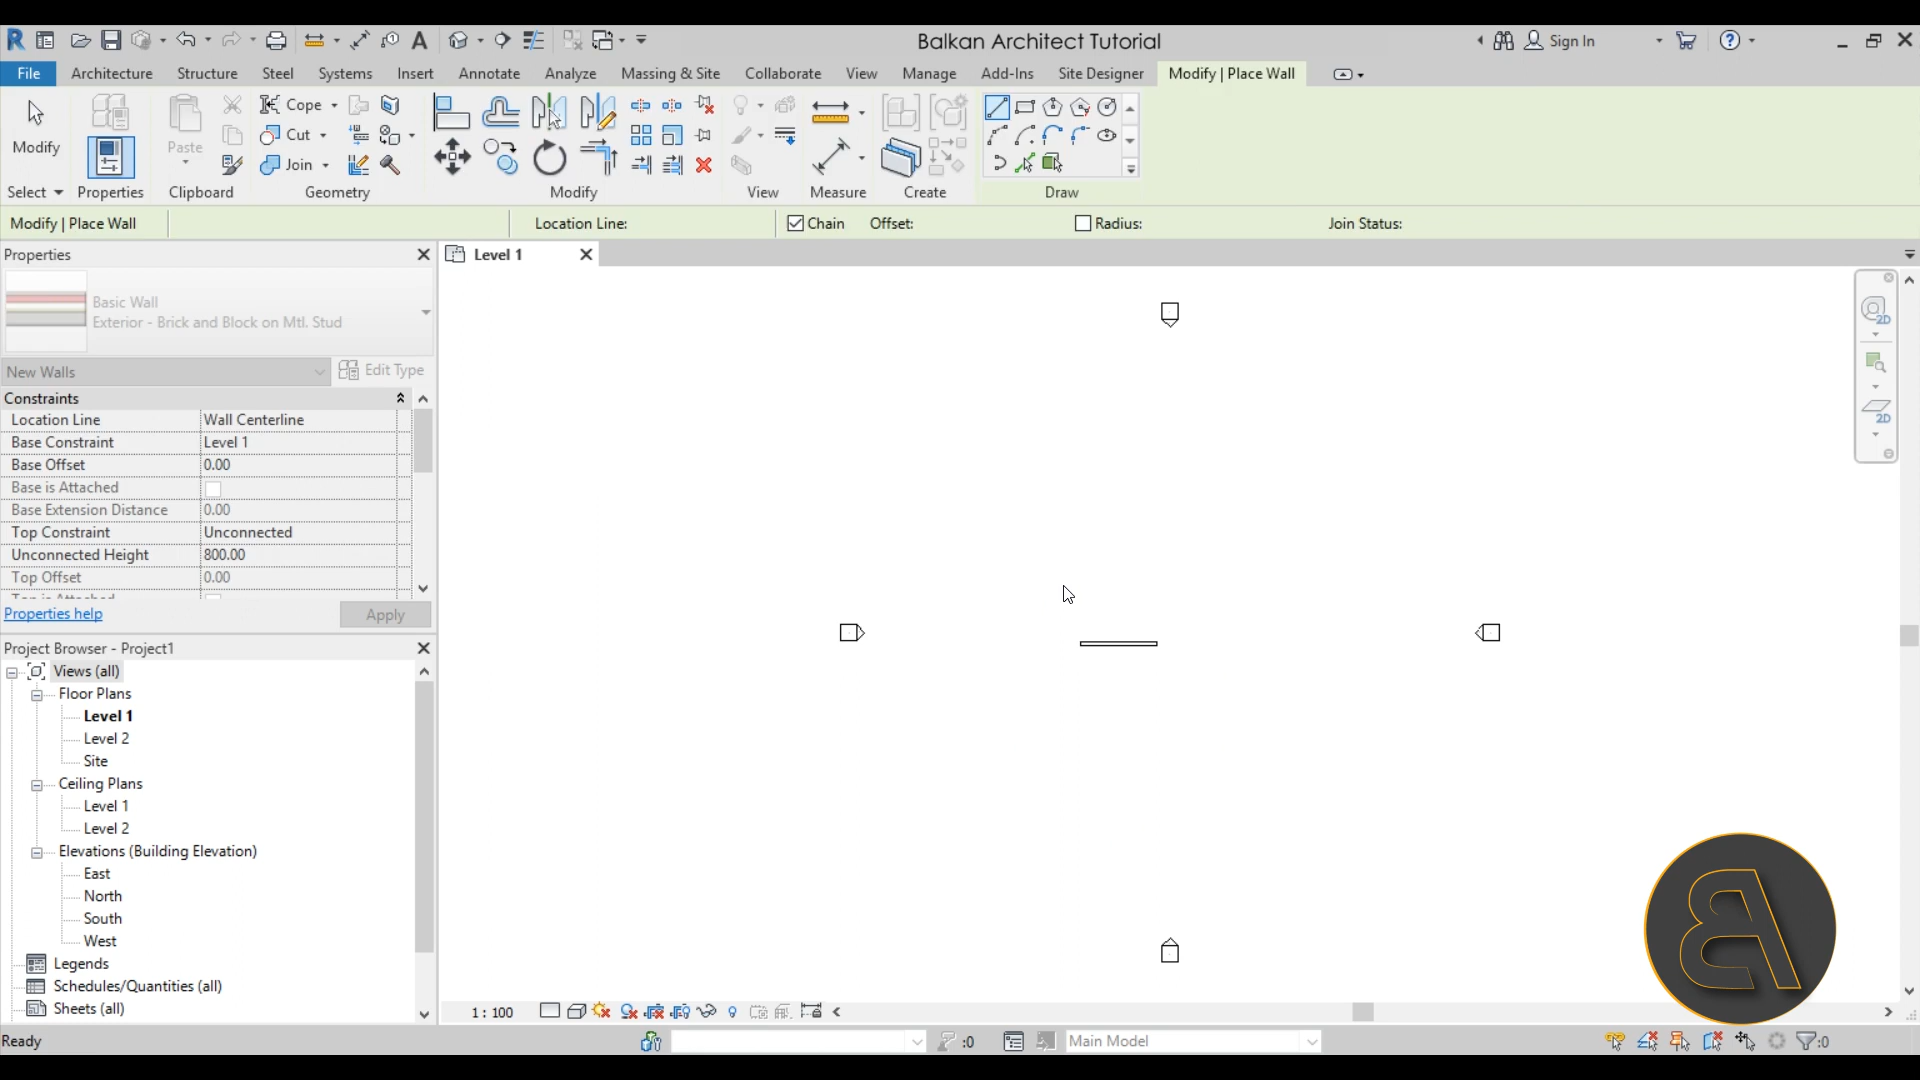 Balkan Architect Tutorial
Sign In
File Architecture Structure Steel Systems Insert Annotate Analyze Massing & Site Collaborate View Manage Add-Ins Site Designer Modify | Place Wall
Modify Paste Cope Cut Join
Select Properties Clipboard Geometry Modify View Measure Create Draw
Modify | Place Wall Location Line: Chain Offset: Radius: Join Status:
Properties
Level 1
Basic Wall
Exterior - Brick and Block on Mtl. Stud
New Walls Edit Type
Constraints
Location Line Wall Centerline
Base Constraint Level 1
Base Offset 0.00
Base is Attached
Base Extension Distance 0.00
Top Constraint Unconnected
Unconnected Height 800.00
Top Offset 0.00
Top is Attached
Properties help Apply
Project Browser - Project1
Views (all)
Floor Plans
Level 1
Level 2
Site
Ceiling Plans
Level 1
Level 2
Elevations (Building Elevation)
East
North
South
West
Legends
Schedules/Quantities (all)
Sheets (all)
2D
2D
1 : 100
Ready :0 Main Model :0